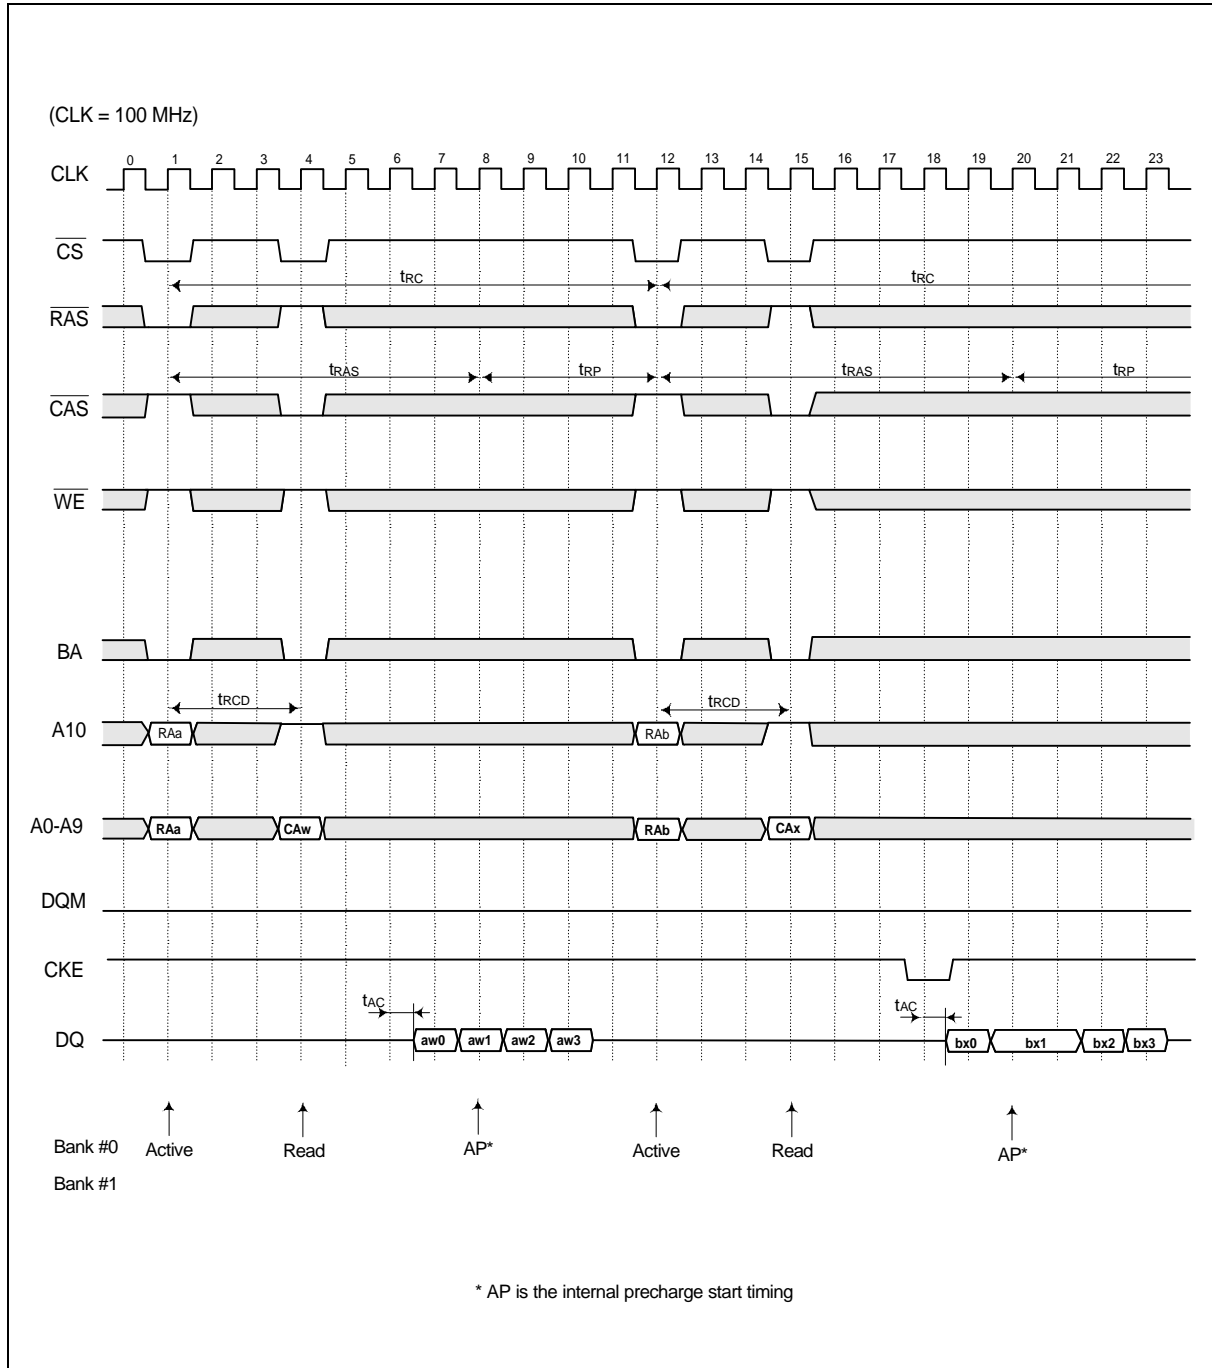 (CLK = 100 MHz)
0 1 2 3 4 5 6 7 8 9 10 11 12 13 14 15 16 17 18 19 20 21 22 23
CLK
CS
tRC tRC
RAS
tRAS tRP tRAS tRP
CAS
WE
BA
tRCD tRCD
A10 RAa RAb
A0-A9 RAa CAw RAb CAx
DQM
CKE
tAC tAC
DQ aw0 aw1 aw2 aw3 bx0 bx1 bx2 bx3
Bank #0 Active Read AP* Active Read AP*
Bank #1
* AP is the internal precharge start timing